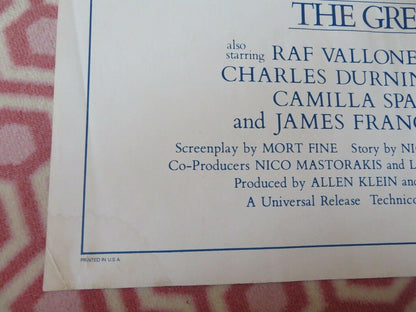 THE GRE
also
starring RAF VALLONE
CHARLES DURNIN
CAMILLA SPA
and JAMES FRANC
Screenplay by MORT FINE Story by NI
Co-Producers NICO MASTORAKIS and L
Produced by ALLEN KLEIN and
A Universal Release Technico
PRINTED IN U.S.A.